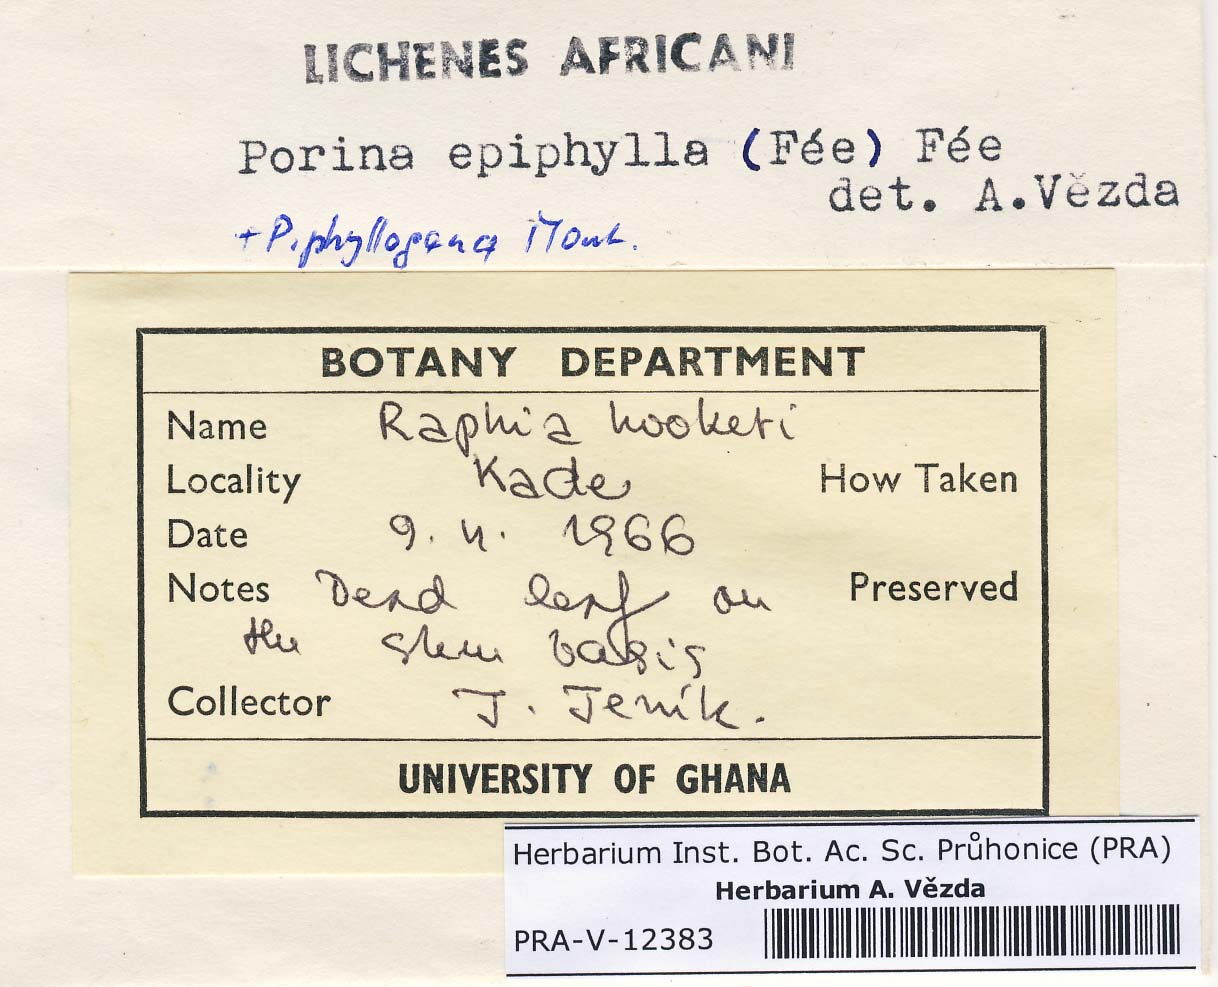 LICHENES AFRICANI
Porina epiphylla (Fée) Fée
det. A.Vězda
+ P. phyllogena Mont.
BOTANY DEPARTMENT
Name Raphia hookeri
Locality Kade How Taken
Date 9. 4. 1966
Notes Dead leaf on Preserved
the stem basis
Collector J. Jeník.
UNIVERSITY OF GHANA
Herbarium Inst. Bot. Ac. Sc. Průhonice (PRA)
Herbarium A. Vězda
PRA-V-12383